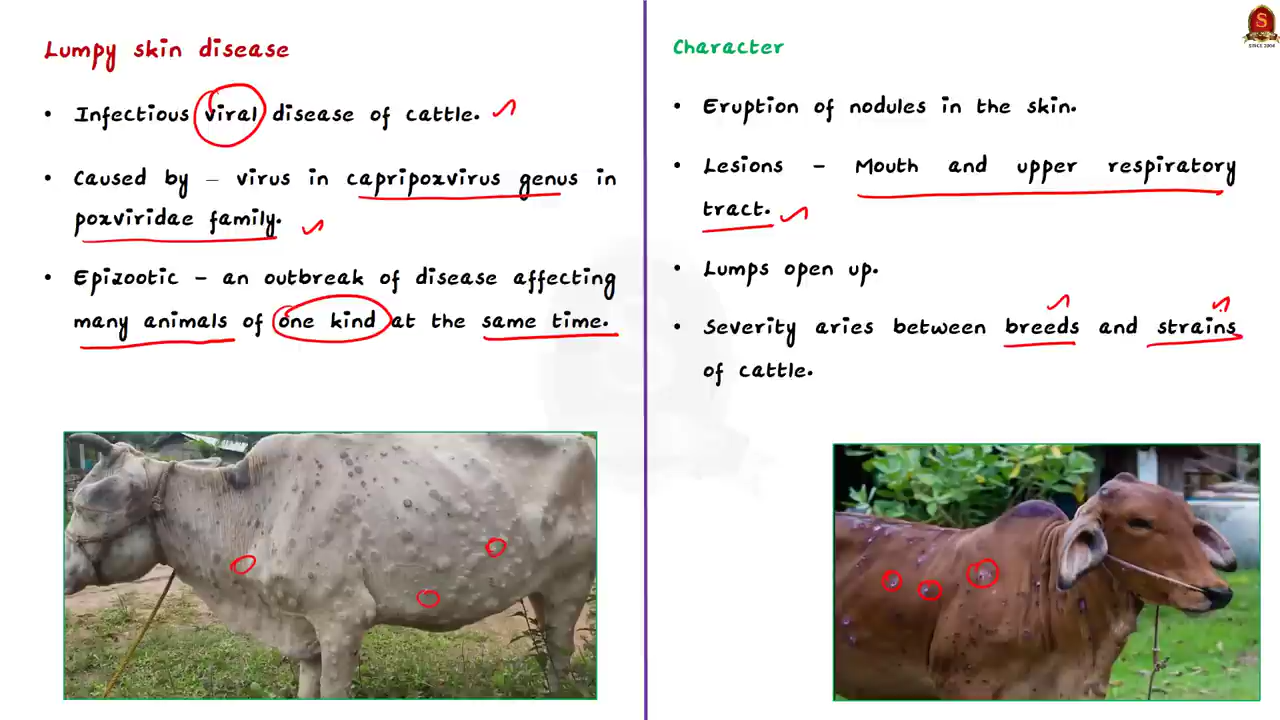 Lumpy skin disease
• Infectious viral disease of cattle.
• Caused by – virus in capripoxvirus genus in
poxviridae family.
• Epizootic – an outbreak of disease affecting
many animals of one kind at the same time.
Character
• Eruption of nodules in the skin.
• Lesions – Mouth and upper respiratory
tract.
• Lumps open up.
• Severity aries between breeds and strains
of cattle.
S
SINCE 2004